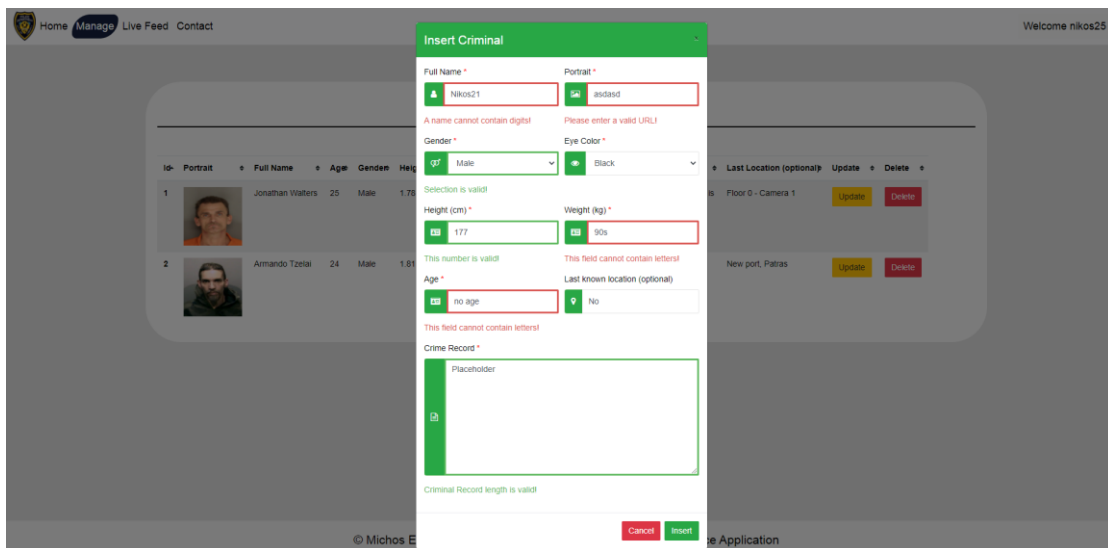 Home Manage Live Feed Contact
Welcome nikos25
Insert Criminal
Full Name * Portrait *
Nikos21 asdasd
A name cannot contain digits! Please enter a valid URL!
Gender * Eye Color *
Male Black
Selection is valid!
Height (cm) * Weight (kg) *
177 90s
This number is valid! This field cannot contain letters!
Age * Last known location (optional)
no age No
This field cannot contain letters!
Crime Record *
Placeholder
Criminal Record length is valid!
Cancel Insert
Id Portrait Full Name Age Gender Heig Last Location (optional) Update Delete
1 Jonathan Walters 25 Male 1.78 is Floor 0 - Camera 1 Update Delete
2 Armando Tzelai 24 Male 1.81 New port, Patras Update Delete
© Michos E ce Application